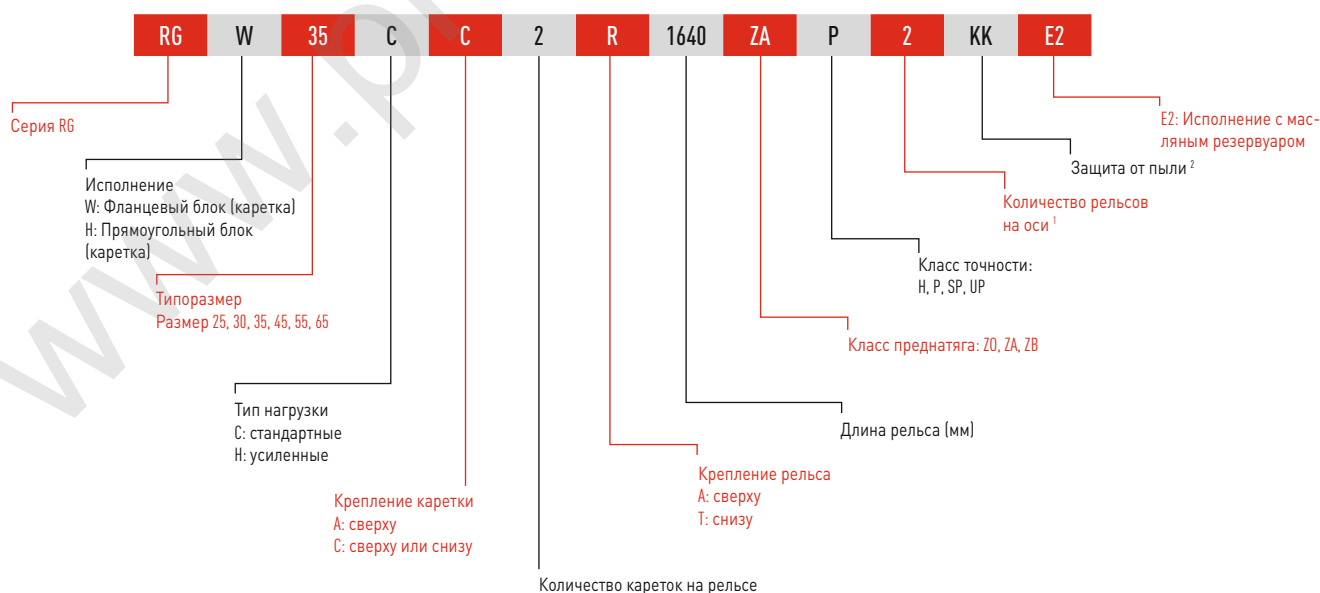 RG W 35 C C 2 R 1640 ZA P 2 KK E2
Серия RG
E2: Исполнение с мас-
ляным резервуаром
Защита от пыли ²
Исполнение
W: Фланцевый блок (каретка)
H: Прямоугольный блок
(каретка)
Количество рельсов
на оси ¹
Класс точности:
H, P, SP, UP
Типоразмер
Размер 25, 30, 35, 45, 55, 65
Класс преднатяга: Z0, ZA, ZB
Тип нагрузки
C: стандартные
H: усиленные
Длина рельса (мм)
Крепление рельса
A: сверху
T: снизу
Крепление каретки
A: сверху
C: сверху или снизу
Количество кареток на рельсе
www.p